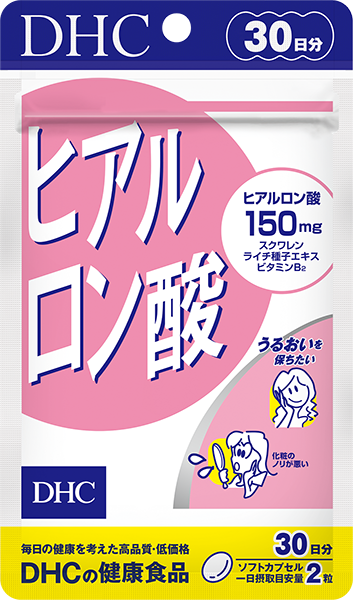 DHC
30日分
ヒアル
ロン酸
ヒアルロン酸
150mg
スクワレン
ライチ種子エキス
ビタミンB₂
うるおいを
保ちたい
化粧の
ノリが悪い
DHC
毎日の健康を考えた高品質・低価格
DHCの健康食品
30日分
ソフトカプセル
一日摂取目安量2粒